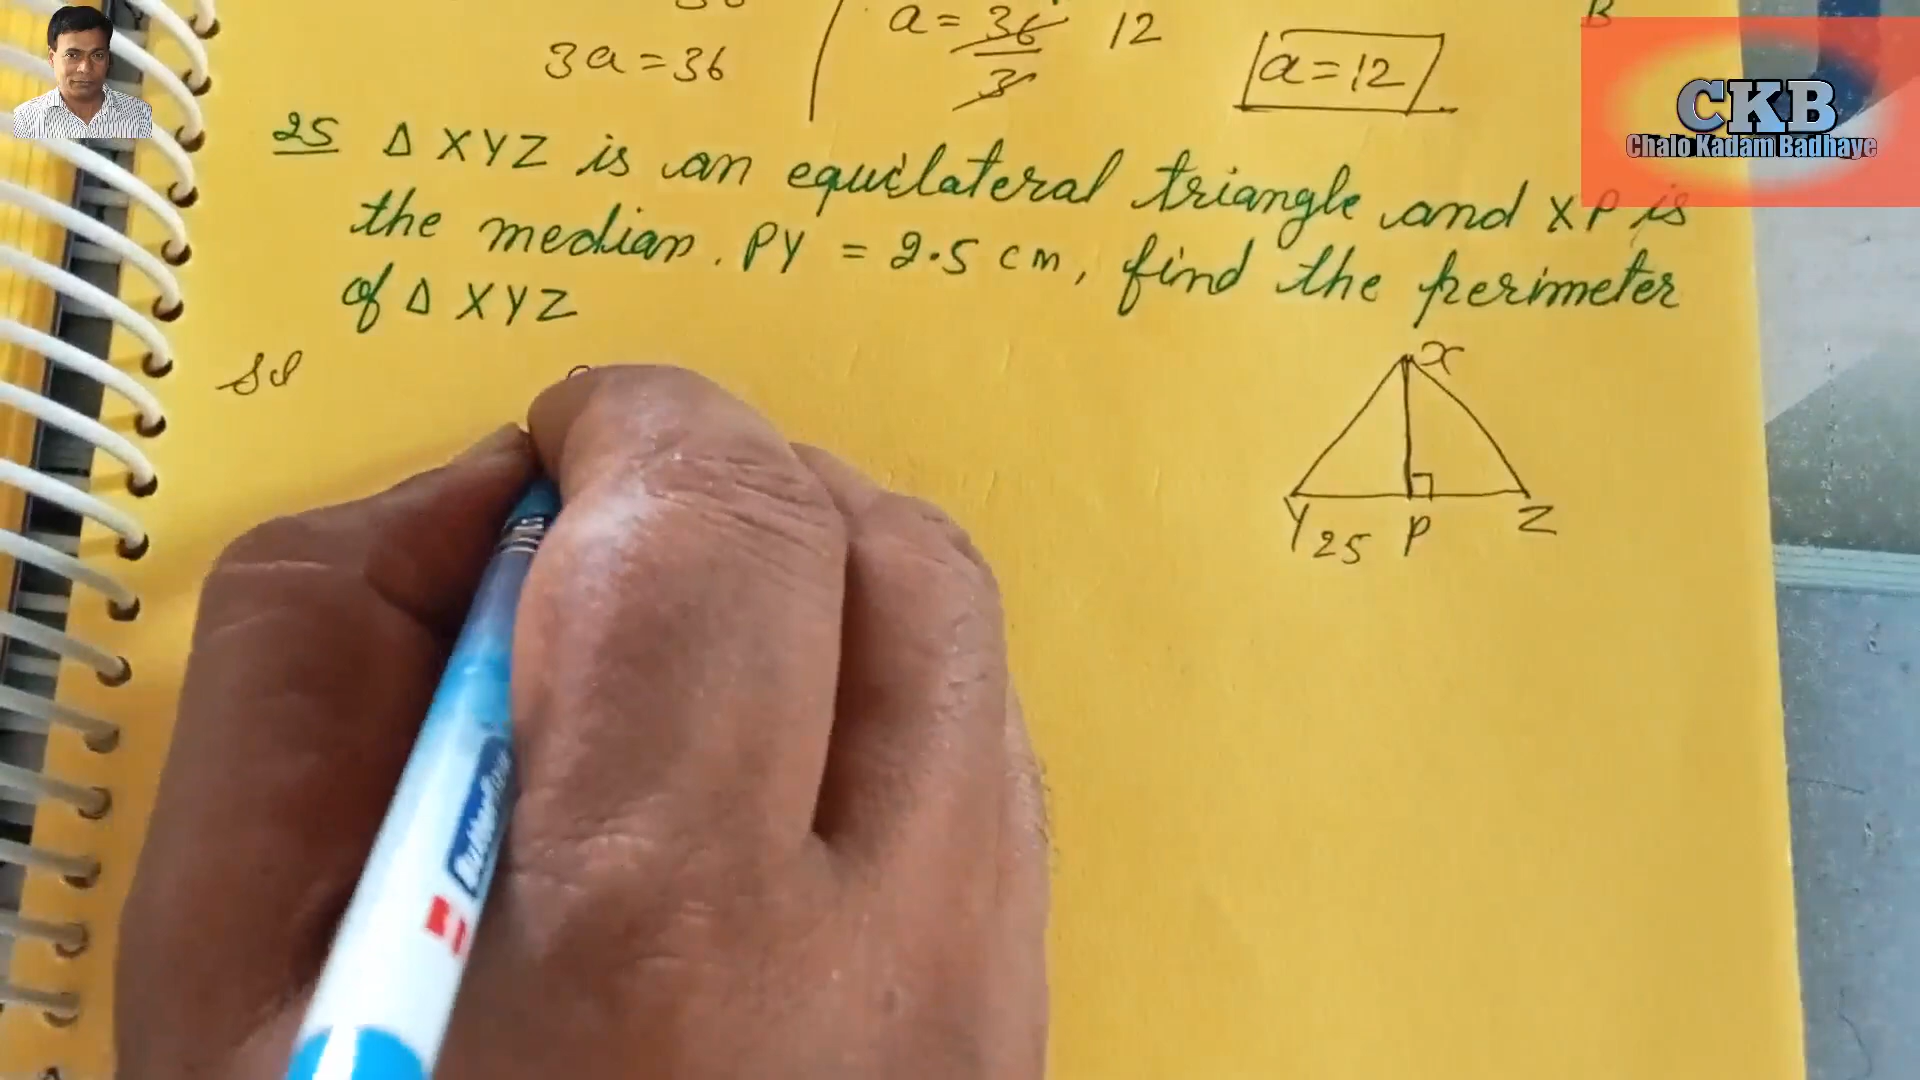 3a = 36
a = 36/3 12
a = 12
B
CKB
Chalo Kadam Badhaye
25 Δ XYZ is an equilateral triangle and XP is
the median. PY = 2.5 cm, find the perimeter
of Δ XYZ
Sol
X
Y 25 P Z